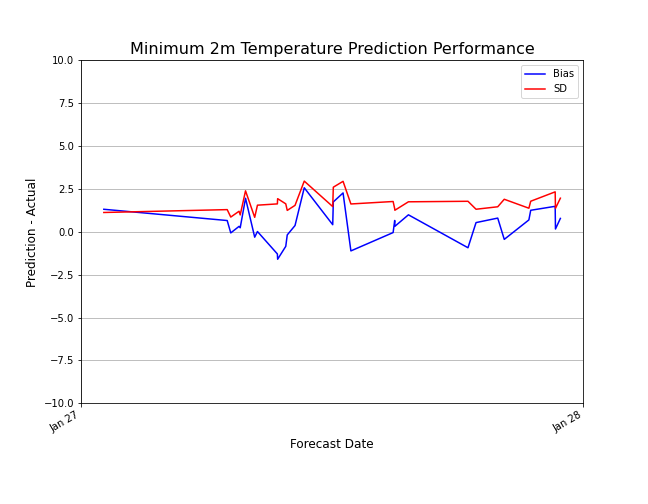 Minimum 2m Temperature Prediction Performance
10.0
7.5
5.0
2.5
0.0
−2.5
−5.0
−7.5
−10.0
Prediction - Actual
Bias
SD
Jan 27
Jan 28
Forecast Date